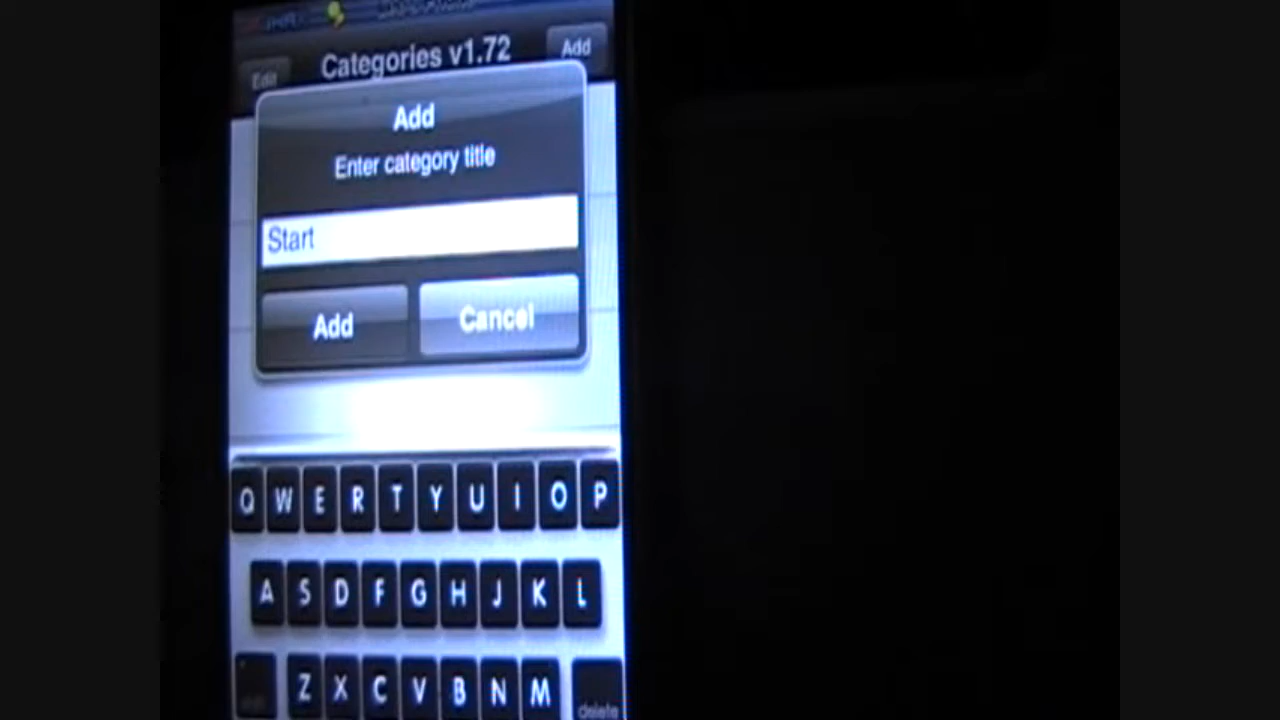 Categories v1.72
Edit
Add
Add
Enter category title
Start
Add
Cancel
Q W E R T Y U I O P
A S D F G H J K L
Z X C V B N M
delete